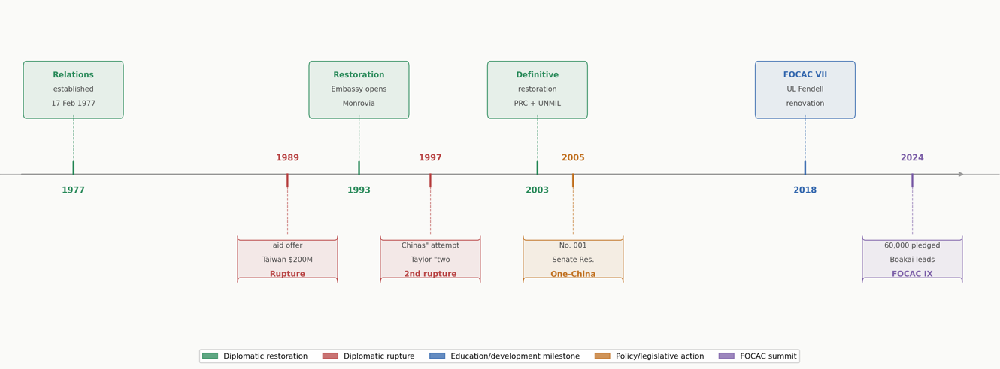 Relations
established
17 Feb 1977
Restoration
Embassy opens
Monrovia
Definitive
restoration
PRC + UNMIL
FOCAC VII
UL Fendell
renovation
1989
1997
2005
2024
1977
1993
2003
2018
aid offer
Taiwan $200M
Rupture
Chinas" attempt
Taylor "two
2nd rupture
No. 001
Senate Res.
One-China
60,000 pledged
Boakai leads
FOCAC IX
Diplomatic restoration
Diplomatic rupture
Education/development milestone
Policy/legislative action
FOCAC summit